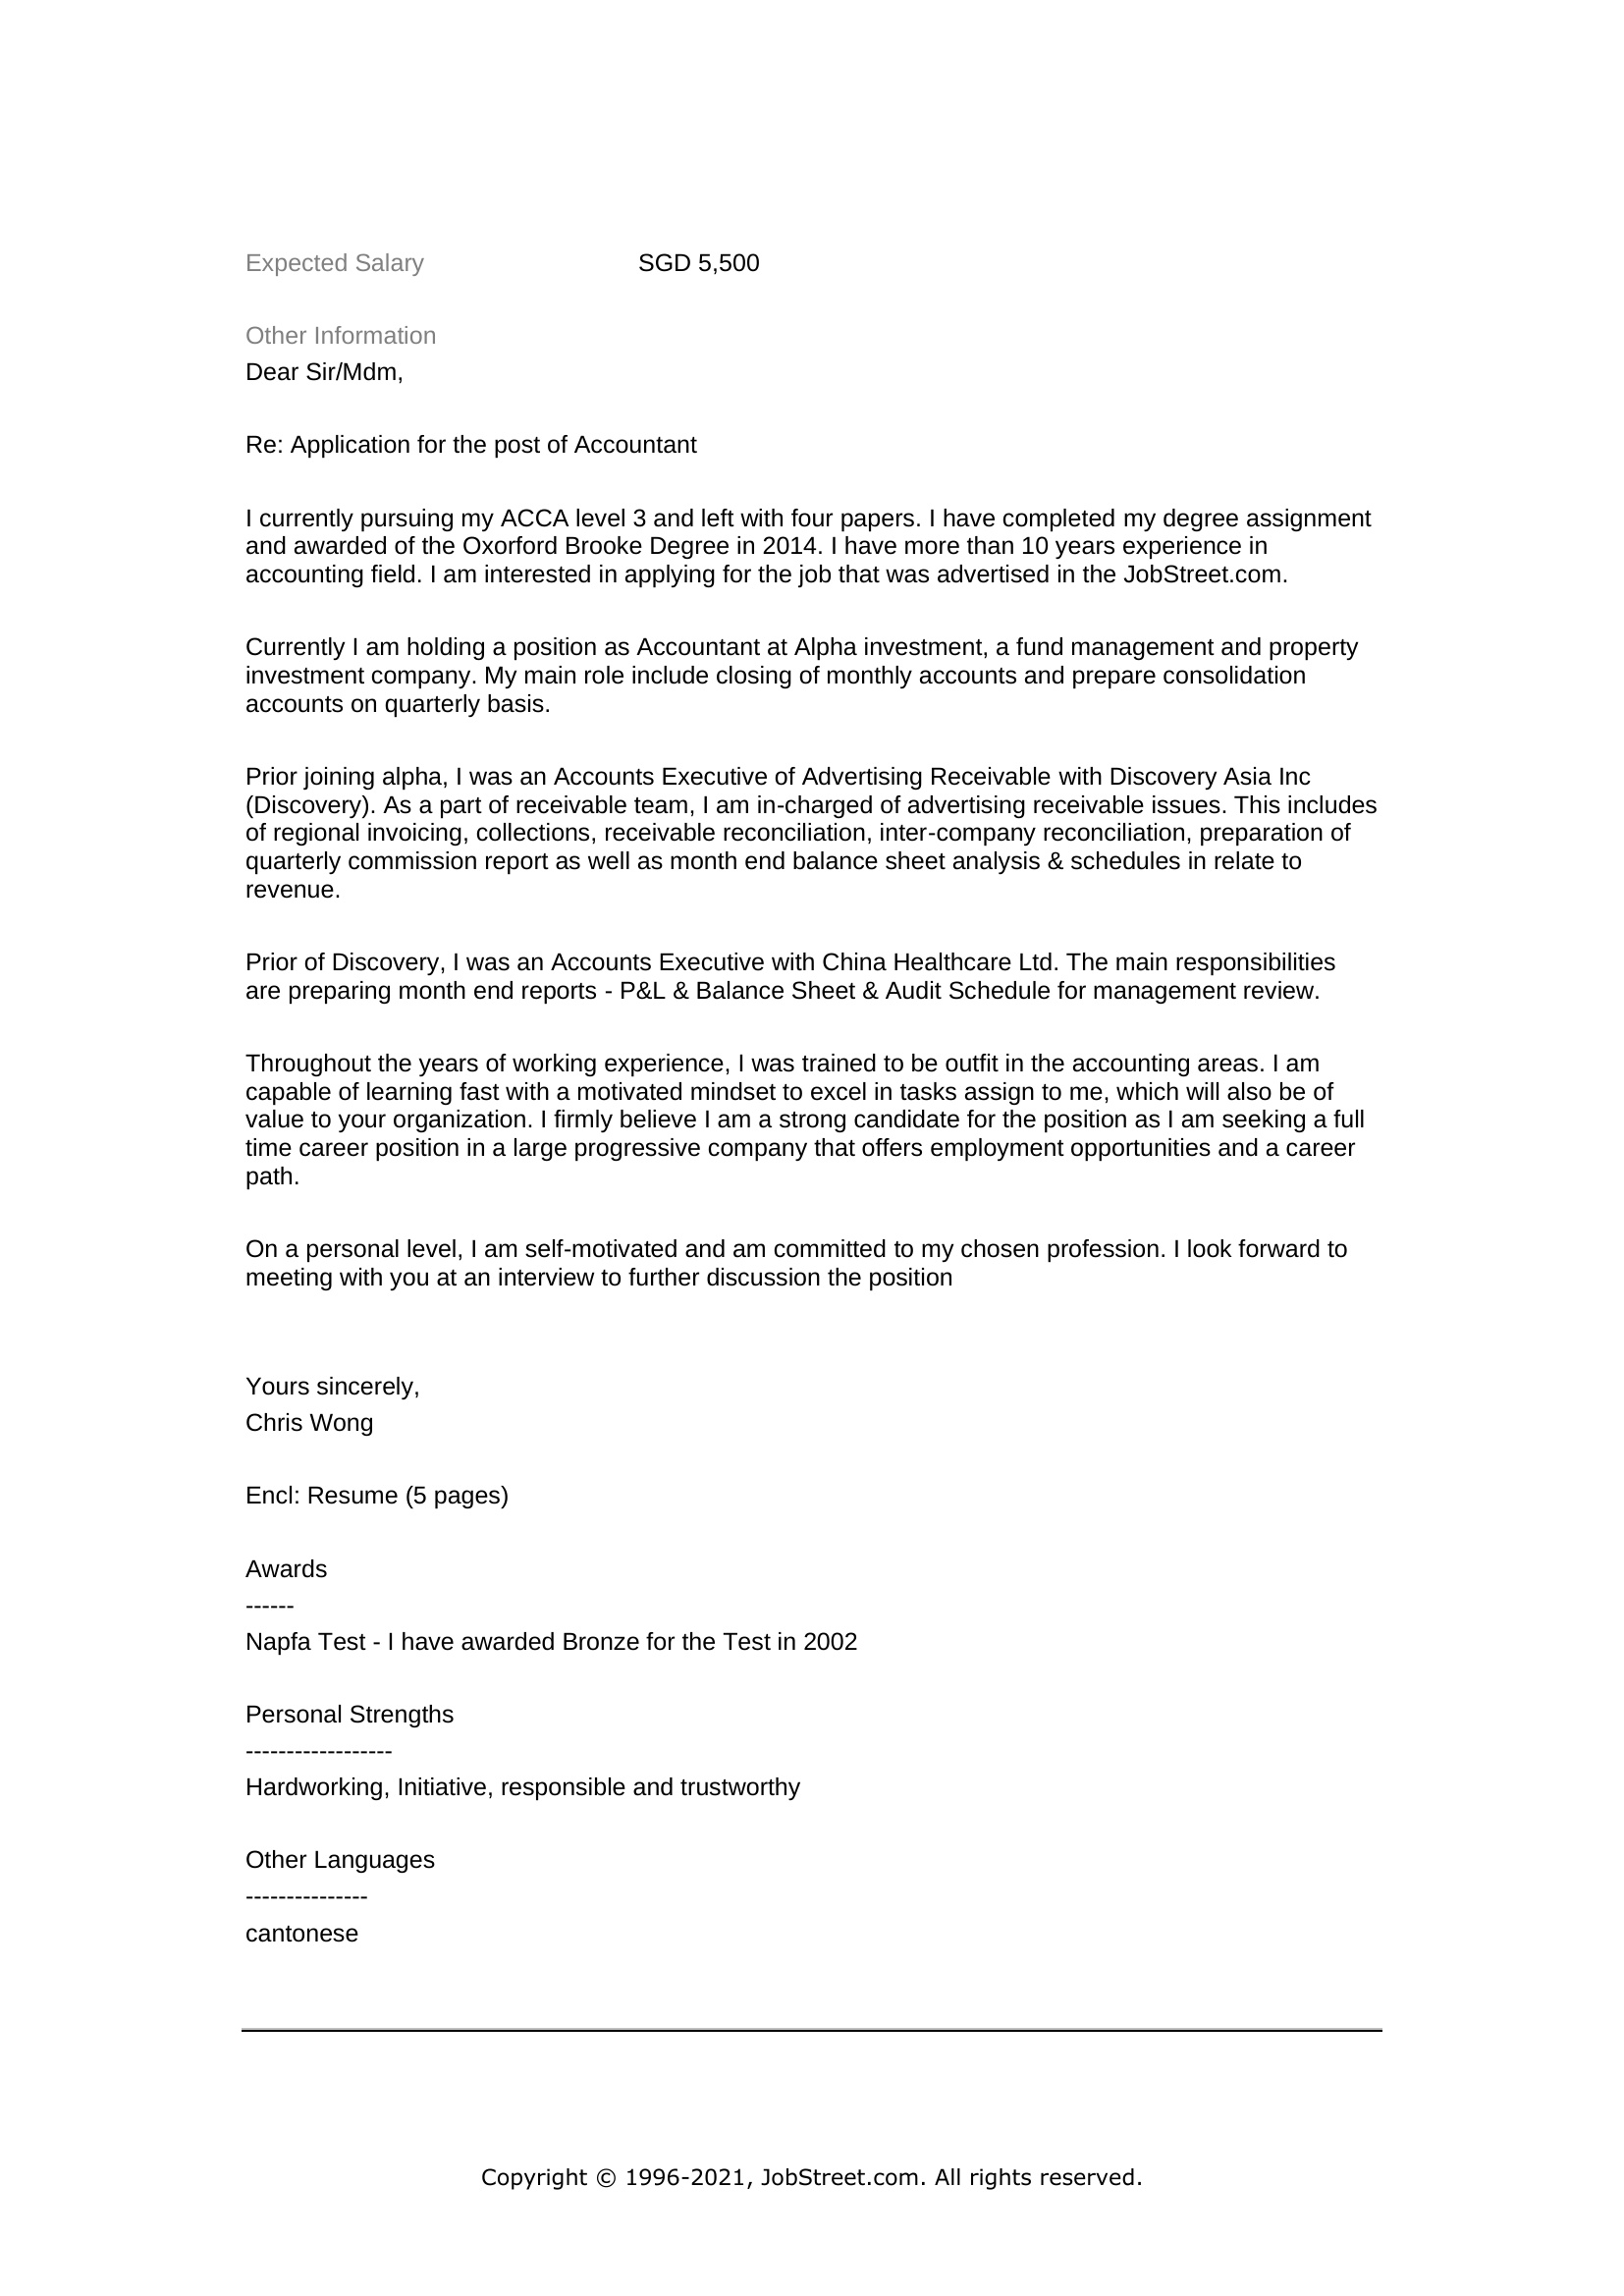 Expected Salary SGD 5,500
Other Information
Dear Sir/Mdm,
Re: Application for the post of Accountant
I currently pursuing my ACCA level 3 and left with four papers. I have completed my degree assignment
and awarded of the Oxorford Brooke Degree in 2014. I have more than 10 years experience in
accounting field. I am interested in applying for the job that was advertised in the JobStreet.com.
Currently I am holding a position as Accountant at Alpha investment, a fund management and property
investment company. My main role include closing of monthly accounts and prepare consolidation
accounts on quarterly basis.
Prior joining alpha, I was an Accounts Executive of Advertising Receivable with Discovery Asia Inc
(Discovery). As a part of receivable team, I am in-charged of advertising receivable issues. This includes
of regional invoicing, collections, receivable reconciliation, inter-company reconciliation, preparation of
quarterly commission report as well as month end balance sheet analysis & schedules in relate to
revenue.
Prior of Discovery, I was an Accounts Executive with China Healthcare Ltd. The main responsibilities
are preparing month end reports - P&L & Balance Sheet & Audit Schedule for management review.
Throughout the years of working experience, I was trained to be outfit in the accounting areas. I am
capable of learning fast with a motivated mindset to excel in tasks assign to me, which will also be of
value to your organization. I firmly believe I am a strong candidate for the position as I am seeking a full
time career position in a large progressive company that offers employment opportunities and a career
path.
On a personal level, I am self-motivated and am committed to my chosen profession. I look forward to
meeting with you at an interview to further discussion the position
Yours sincerely,
Chris Wong
Encl: Resume (5 pages)
Awards
------
Napfa Test - I have awarded Bronze for the Test in 2002
Personal Strengths
------------------
Hardworking, Initiative, responsible and trustworthy
Other Languages
---------------
cantonese
Copyright © 1996-2021, JobStreet.com. All rights reserved.